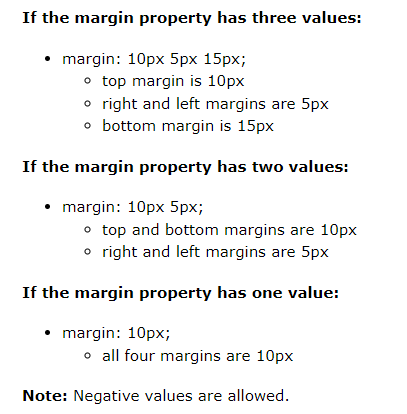 If the margin property has three values:
margin: 10px 5px 15px;
top margin is 10px
right and left margins are 5px
bottom margin is 15px
If the margin property has two values:
margin: 10px 5px;
top and bottom margins are 10px
right and left margins are 5px
If the margin property has one value:
margin: 10px;
all four margins are 10px
Note: Negative values are allowed.